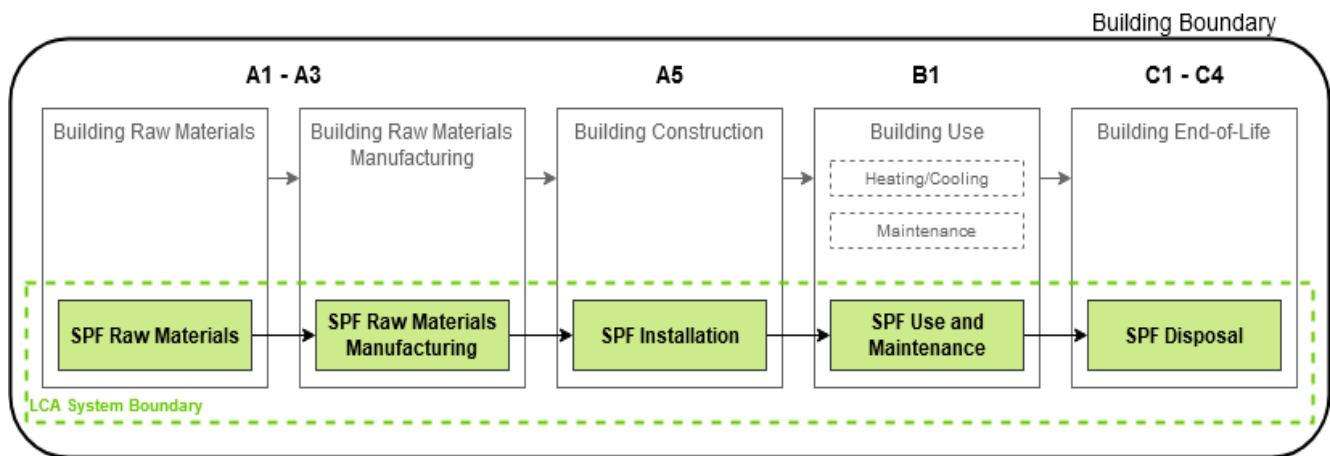 Building Boundary
A1 - A3
A5
B1
C1 - C4
Building Raw Materials
Building Raw Materials
Manufacturing
Building Construction
Building Use
Building End-of-Life
Heating/Cooling
Maintenance
SPF Raw Materials
SPF Raw Materials
Manufacturing
SPF Installation
SPF Use and
Maintenance
SPF Disposal
LCA System Boundary